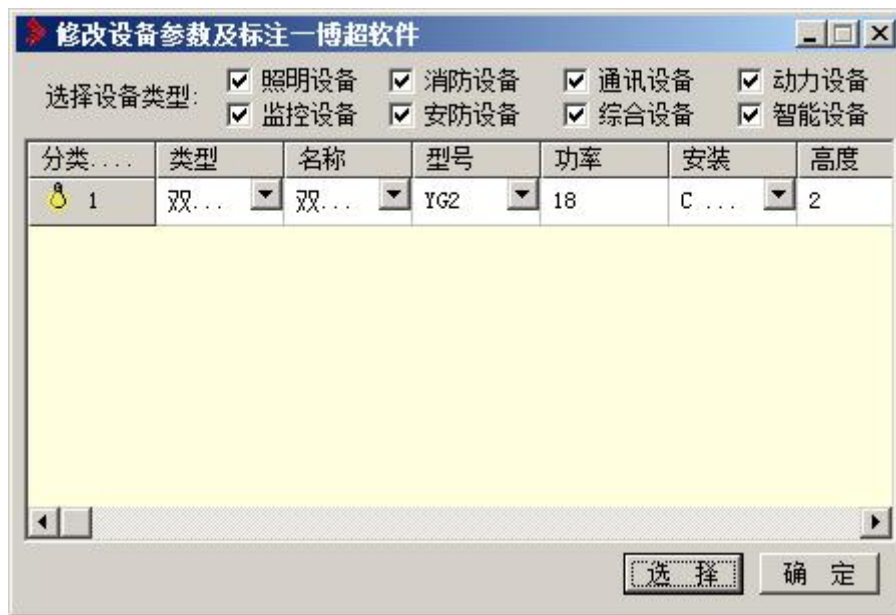 修改设备参数及标注—博超软件
选择设备类型: 照明设备 消防设备 通讯设备 动力设备
监控设备 安防设备 综合设备 智能设备
分类.... 类型 名称 型号 功率 安装 高度
1 双... 双... YG2 18 C ... 2
选 择 确 定